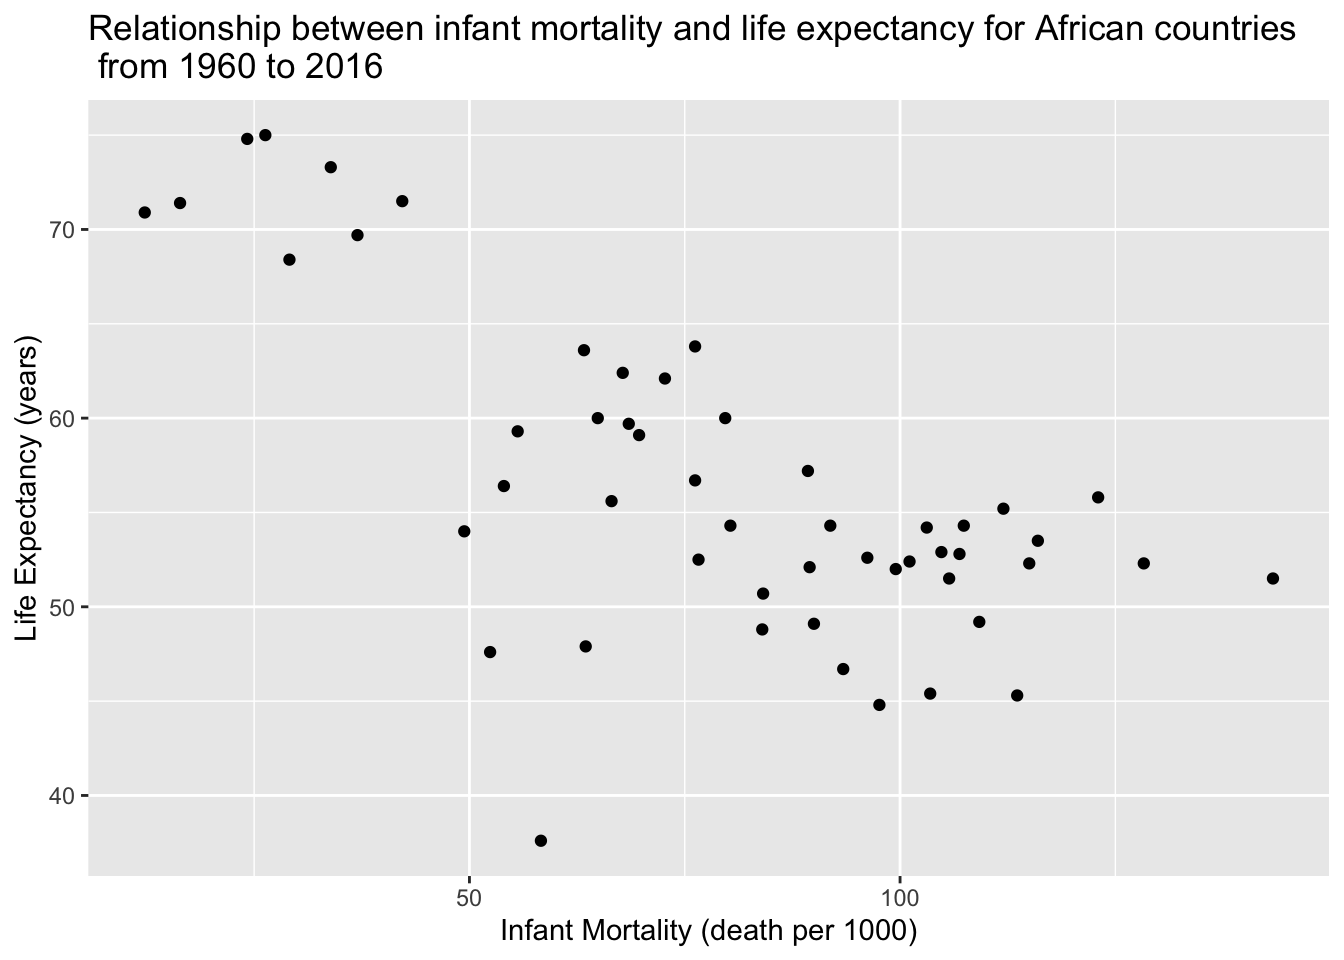 Relationship between infant mortality and life expectancy for African countries
from 1960 to 2016
70
60
50
40
Life Expectancy (years)
50 100
Infant Mortality (death per 1000)